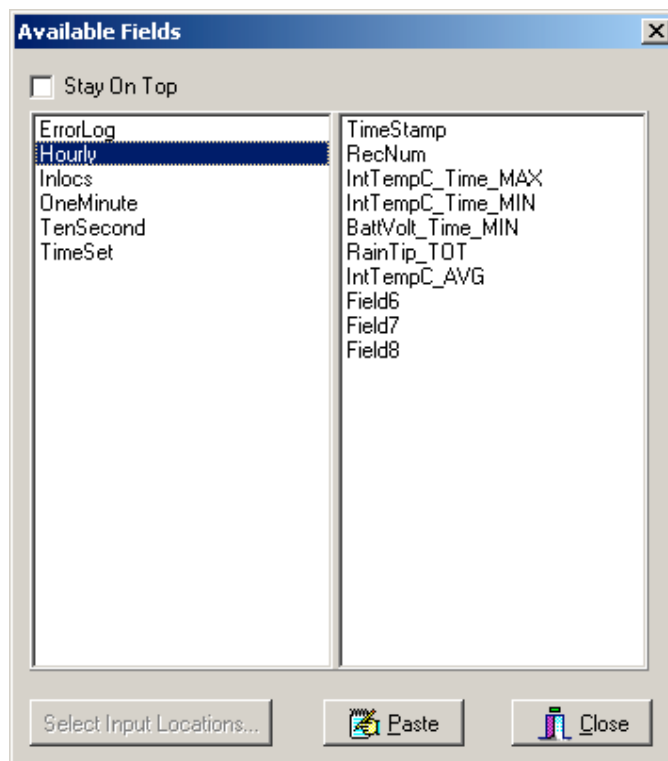 Available Fields
Stay On Top
ErrorLog
Hourly
Inlocs
OneMinute
TenSecond
TimeSet
TimeStamp
RecNum
IntTempC_Time_MAX
IntTempC_Time_MIN
BattVolt_Time_MIN
RainTip_TOT
IntTempC_AVG
Field6
Field7
Field8
Select Input Locations...
Paste
Close